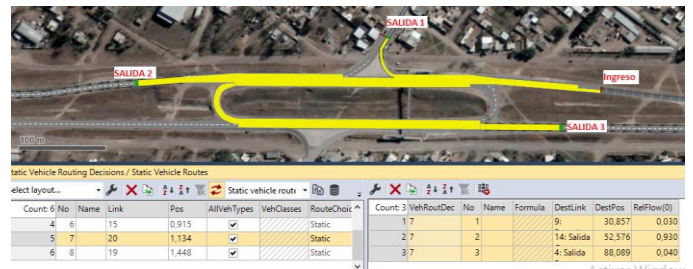 SALIDA 1
SALIDA 2
Ingreso
SALIDA 3
100 m
Static Vehicle Routing Decisions / Static Vehicle Routes
Select layout... Static vehicle route
Count: 6 No Name Link Pos AllVehTypes VehClasses RouteChoic
4 6 15 0,915 Static
5 7 20 1,134 Static
6 8 19 1,448 Static
Count: 3 VehRoutDec No Name Formula DestLink DestPos RelFlow(0)
1 7 1 9: 30,857 0,030
2 7 2 14: Salida 52,576 0,930
3 7 3 4: Salida 88,089 0,040